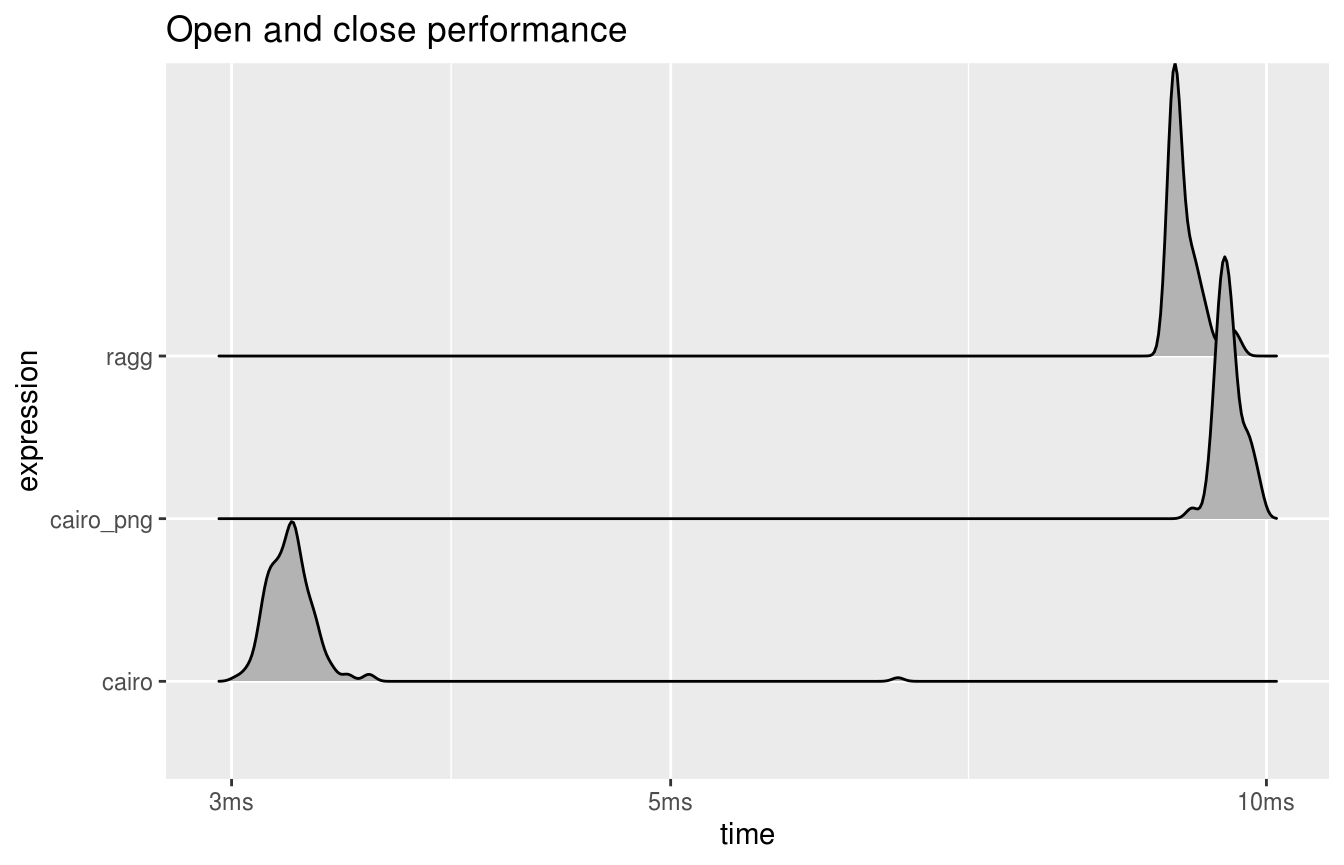 Open and close performance
expression
ragg
cairo_png
cairo
3ms 5ms 10ms
time